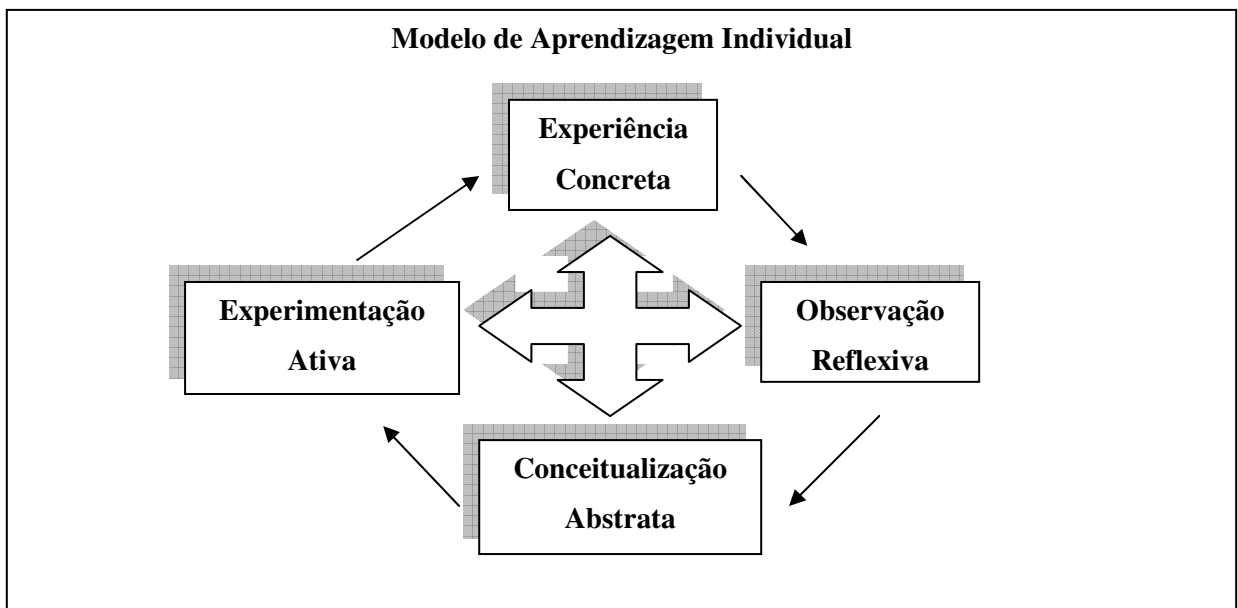 Modelo de Aprendizagem Individual
Experiência
Concreta
Experimentação
Ativa
Observação
Reflexiva
Conceitualização
Abstrata